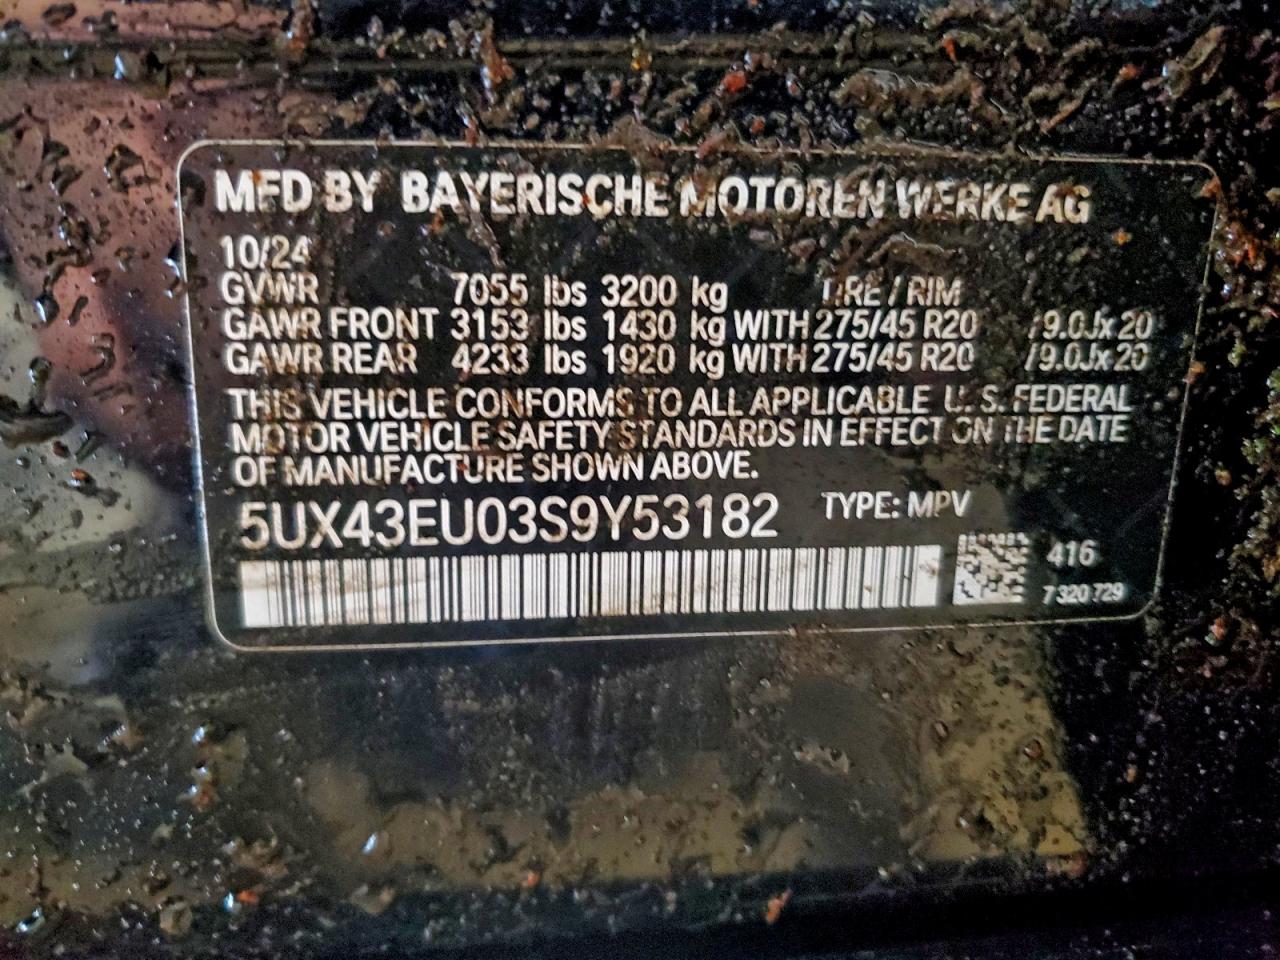 MFD BY BAYERISCHE MOTOREN WERKE AG
10/24
GVWR 7055 lbs 3200 kg TIRE / RIM
GAWR FRONT 3153 lbs 1430 kg WITH 275/45 R20 / 9.0Jx20
GAWR REAR 4233 lbs 1920 kg WITH 275/45 R20 / 9.0Jx20
THIS VEHICLE CONFORMS TO ALL APPLICABLE U.S. FEDERAL
MOTOR VEHICLE SAFETY STANDARDS IN EFFECT ON THE DATE
OF MANUFACTURE SHOWN ABOVE.
5UX43EU03S9Y53182 TYPE: MPV
416
7 320 729